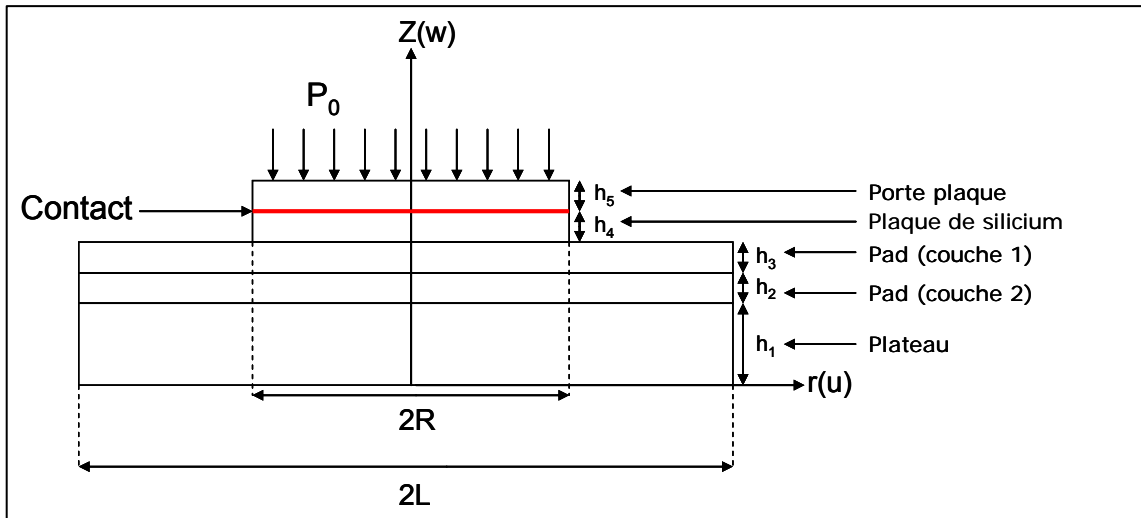 Z(w)
P0
Contact
h5
Porte plaque
h4
Plaque de silicium
h3
Pad (couche 1)
h2
Pad (couche 2)
h1
Plateau
r(u)
2R
2L